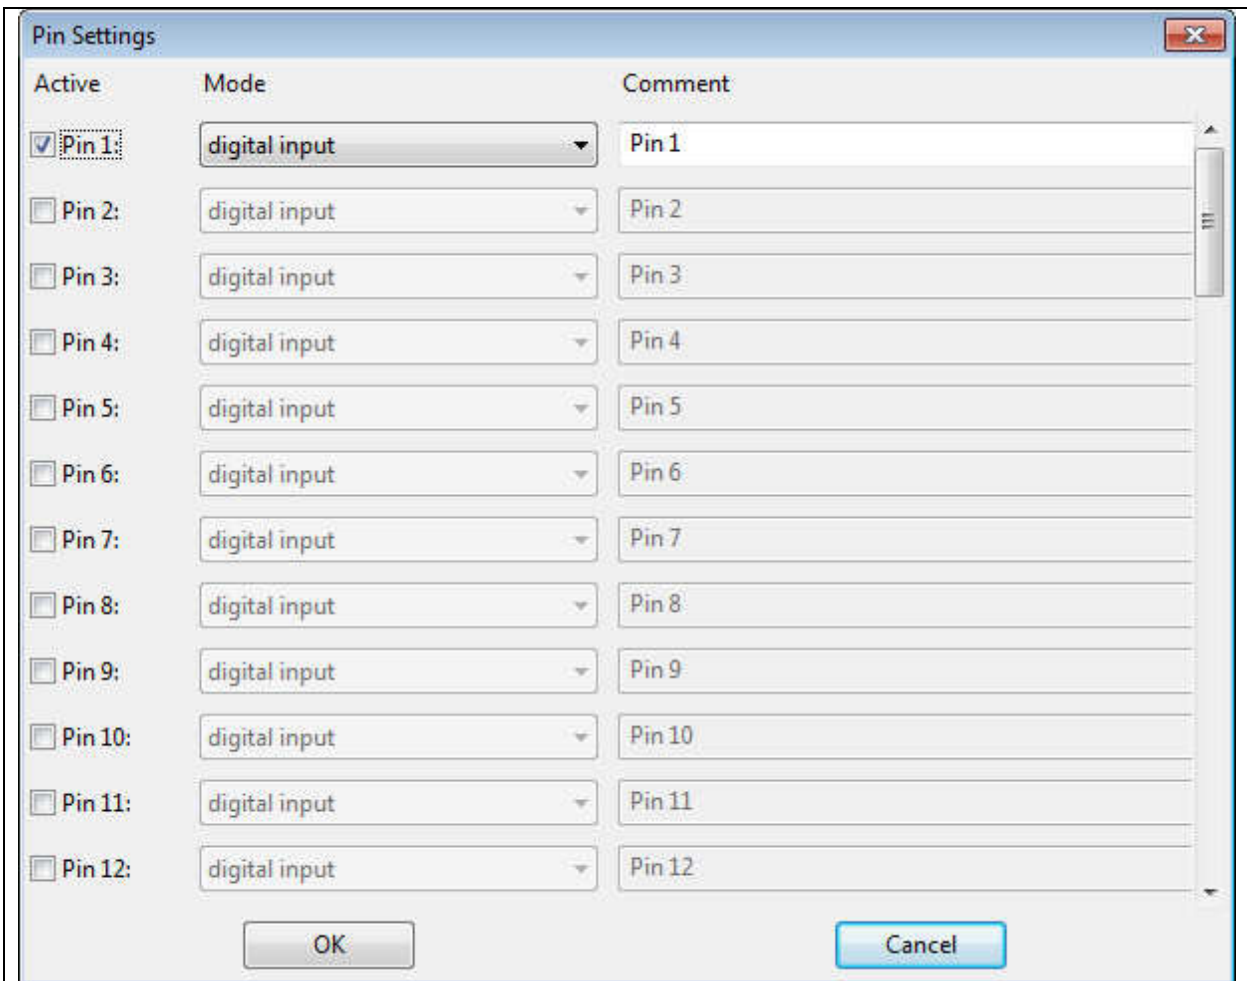 Pin Settings
Active Mode Comment
Pin 1: digital input Pin 1
Pin 2: digital input Pin 2
Pin 3: digital input Pin 3
Pin 4: digital input Pin 4
Pin 5: digital input Pin 5
Pin 6: digital input Pin 6
Pin 7: digital input Pin 7
Pin 8: digital input Pin 8
Pin 9: digital input Pin 9
Pin 10: digital input Pin 10
Pin 11: digital input Pin 11
Pin 12: digital input Pin 12
OK Cancel